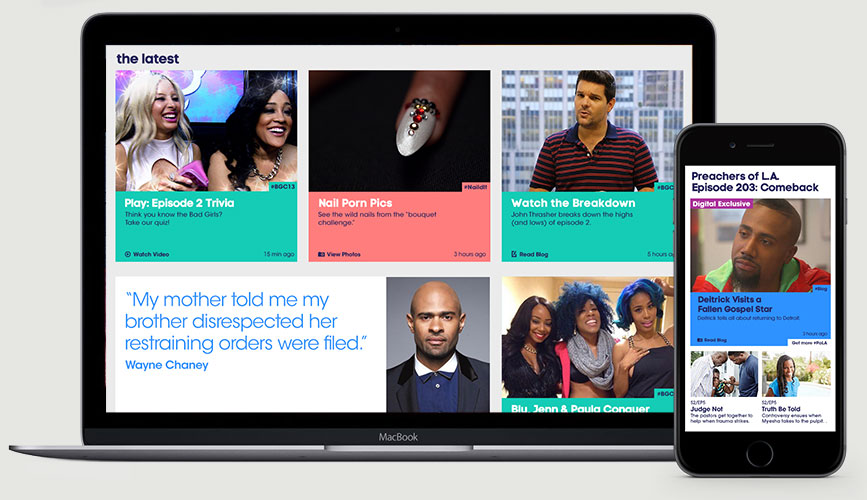 the latest
#BGC13
Play: Episode 2 Trivia
Think you know the Bad Girls?
Take our quiz!
Watch Video
15 min ago
#NailedIt
Nail Porn Pics
See the wild nails from the “bouquet
challenge.”
View Photos
3 hours ago
#BGC
Watch the Breakdown
John Thrasher breaks down the highs
(and lows) of episode 2.
Read Blog
5 hours ag
“My mother told me my
brother disrespected her
restraining orders were filed.”
Wayne Chaney
#BGC
Blu, Jenn & Paula Conquer
MacBook
Preachers of L.A.
Episode 203: Comeback
Digital Exclusive
#Blog
Deitrick Visits a
Fallen Gospel Star
Deitrick tells all about returning to Detroit
3 hours ago
Read Blog
Get more #PoLA
S2/EP5
Judge Not
The pastors get together to
help when trauma strikes.
S2/EP5
Truth Be Told
Controversy ensues when
Myesha takes to the pulpit...